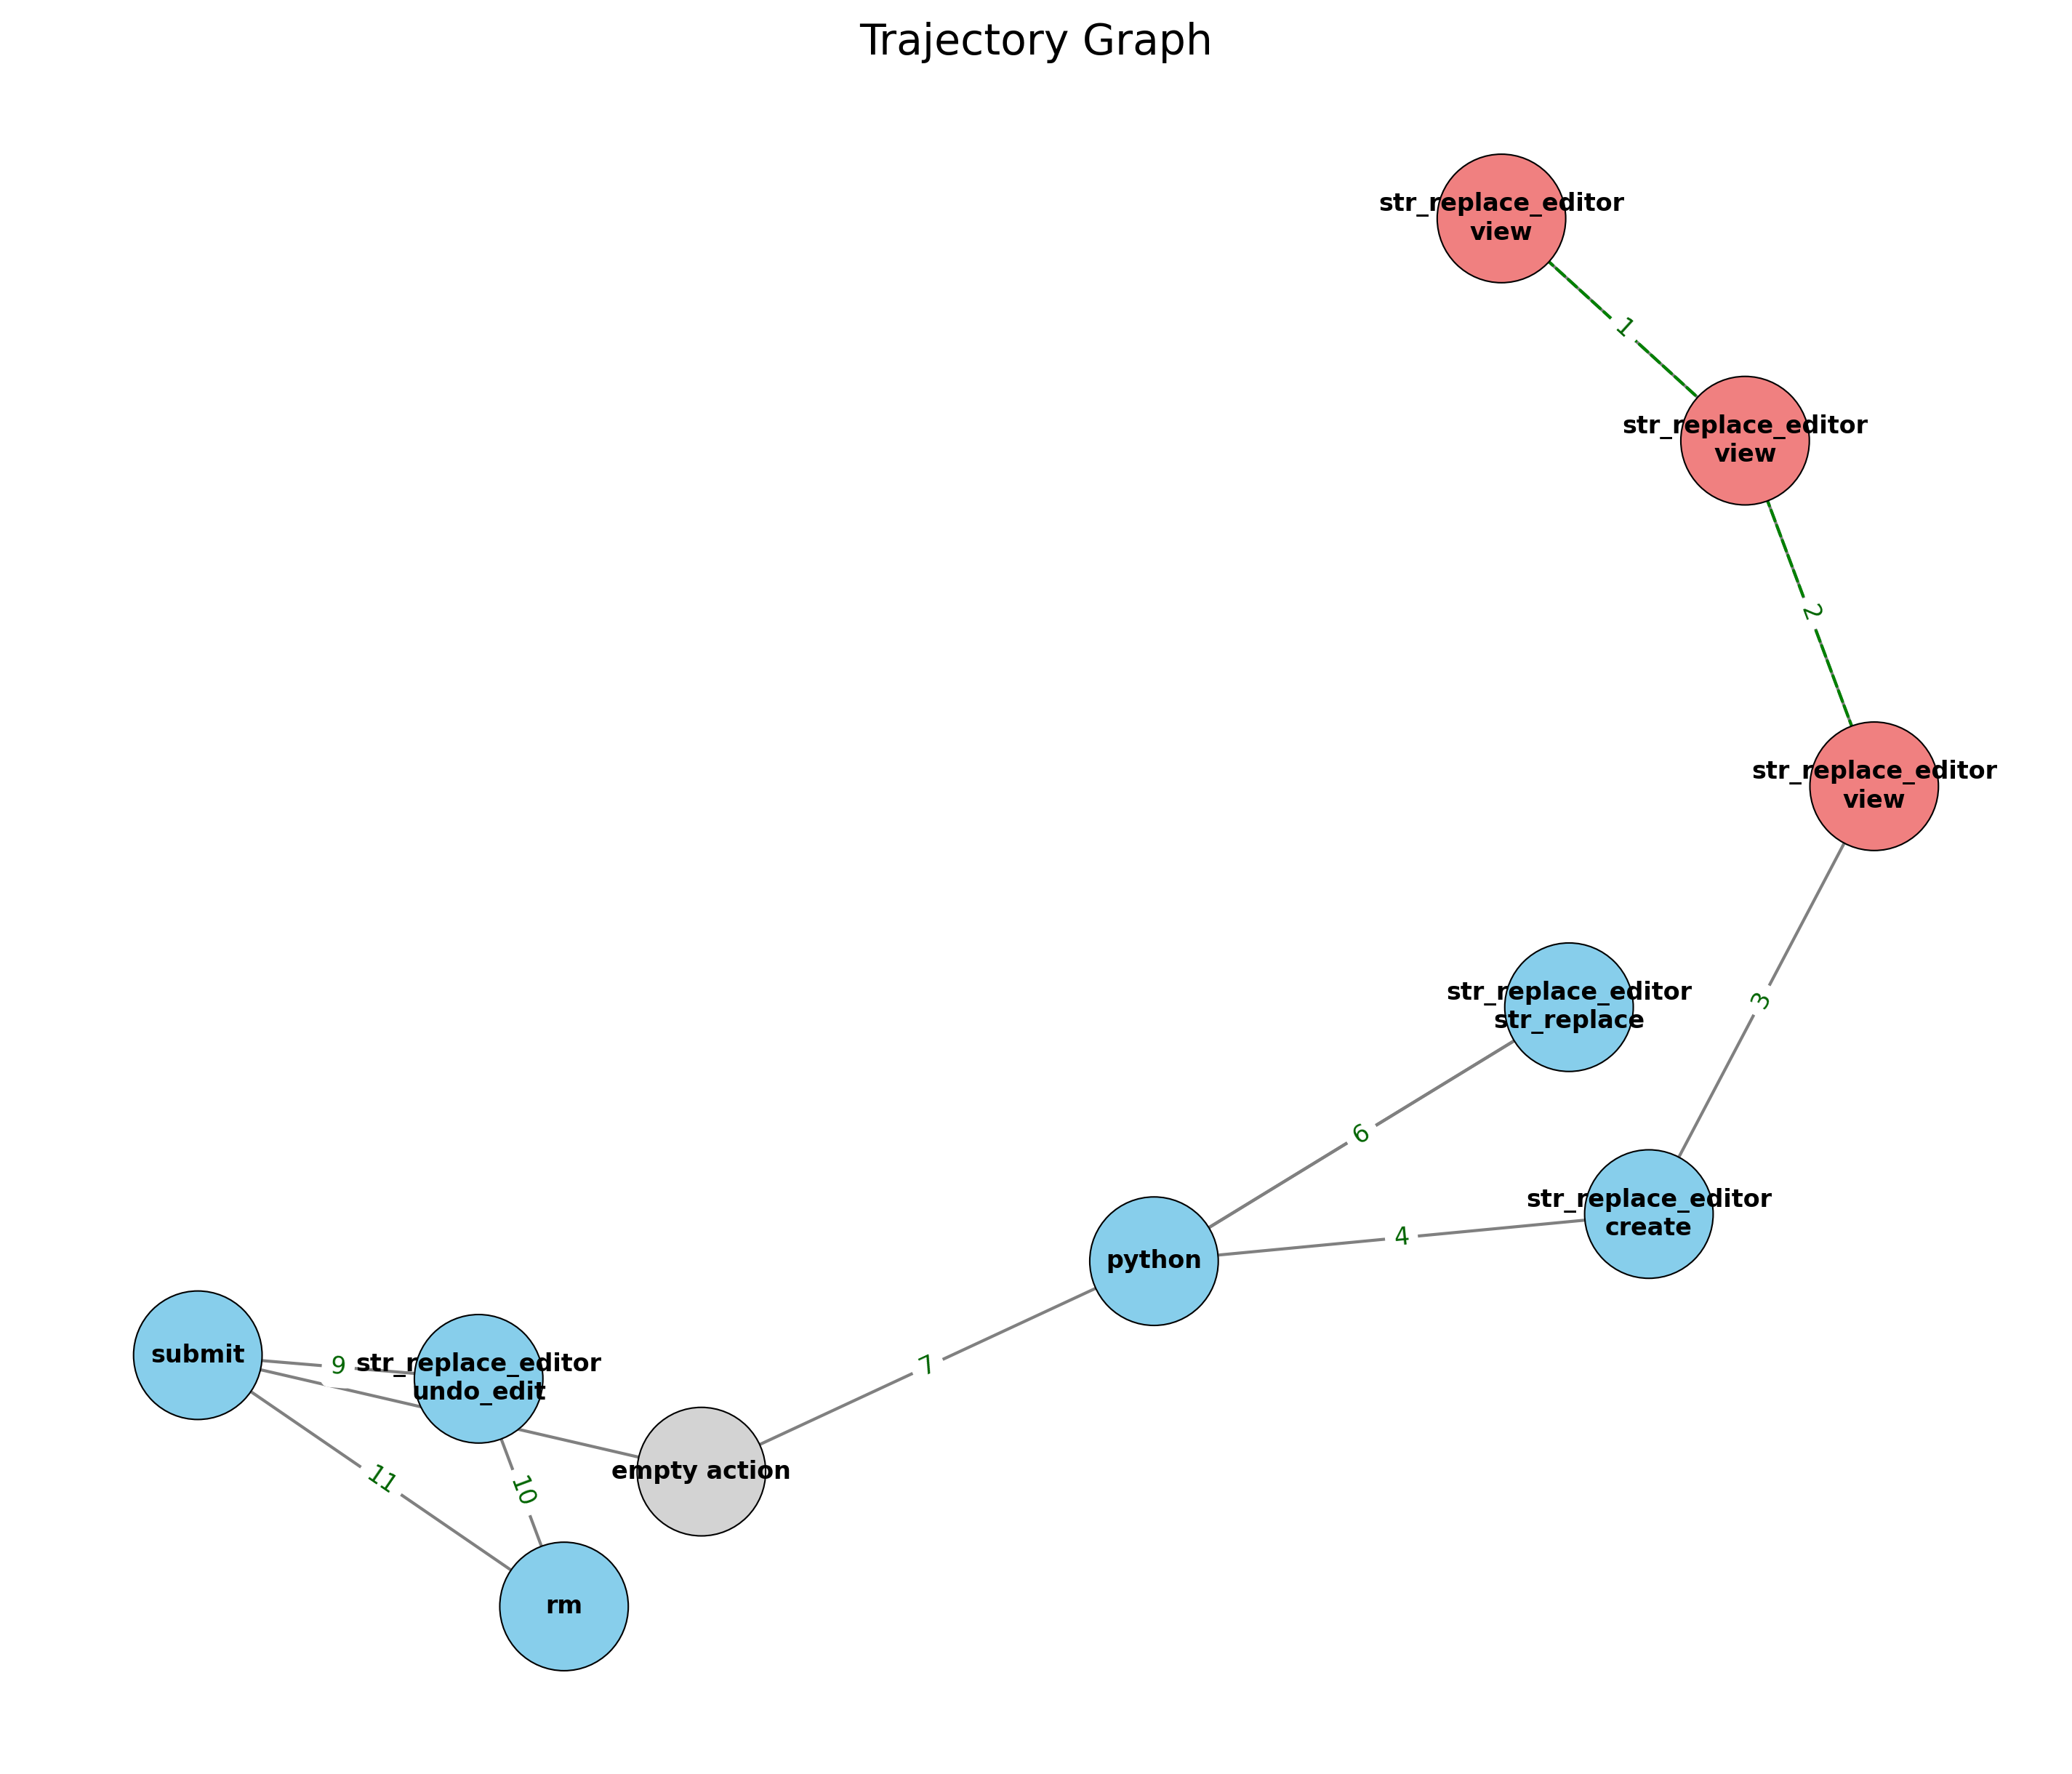 Trajectory Graph
str_replace_editor
view
1
str_replace_editor
view
2
str_replace_editor
view
3
str_replace_editor
str_replace
6
str_replace_editor
create
4
python
7
submit
9
str_replace_editor
undo_edit
empty action
10
11
rm